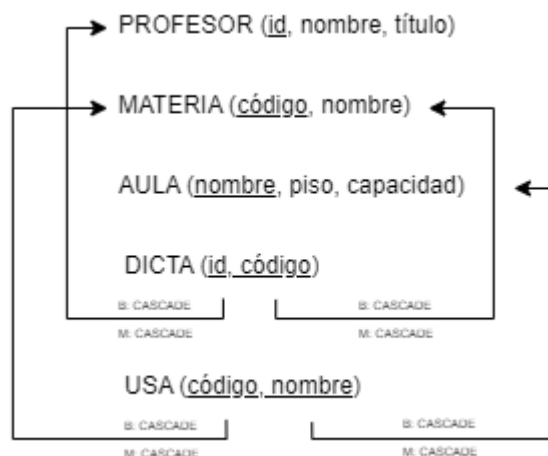 PROFESOR (id, nombre, título)
MATERIA (código, nombre)
AULA (nombre, piso, capacidad)
DICTA (id, código)
B: CASCADE B: CASCADE
M: CASCADE M: CASCADE
USA (código, nombre)
B: CASCADE B: CASCADE
M: CASCADE M: CASCADE